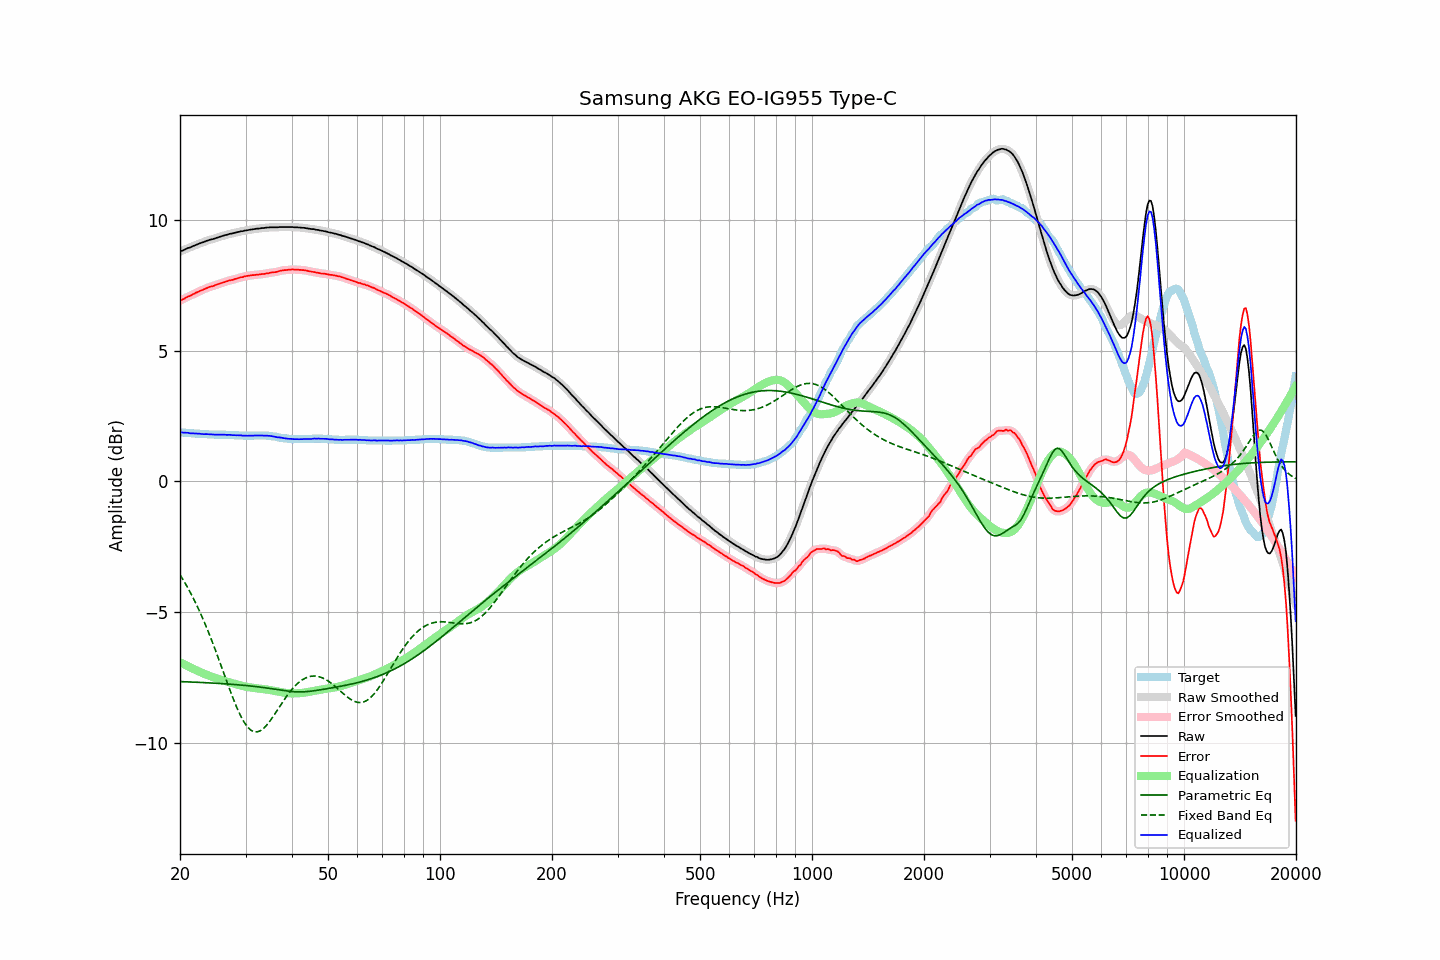 Samsung AKG EO-IG955 Type-C
Amplitude (dBr)
10
5
0
−5
−10
20
50
100
200
500
1000
2000
5000
10000
20000
Frequency (Hz)
Target
Raw Smoothed
Error Smoothed
Raw
Error
Equalization
Parametric Eq
Fixed Band Eq
Equalized